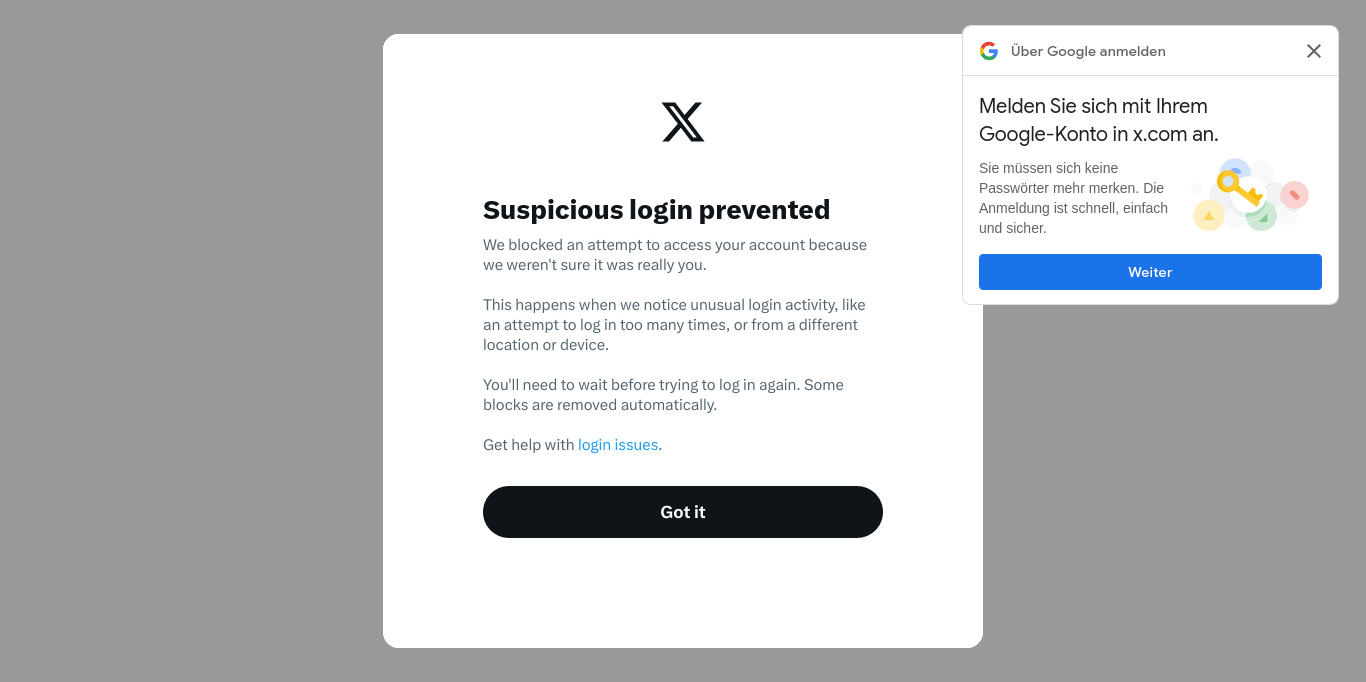 Suspicious login prevented
We blocked an attempt to access your account because
we weren't sure it was really you.
This happens when we notice unusual login activity, like
an attempt to log in too many times, or from a different
location or device.
You'll need to wait before trying to log in again. Some
blocks are removed automatically.
Get help with login issues.
Got it
Über Google anmelden
Melden Sie sich mit Ihrem
Google-Konto in x.com an.
Sie müssen sich keine
Passwörter mehr merken. Die
Anmeldung ist schnell, einfach
und sicher.
Weiter